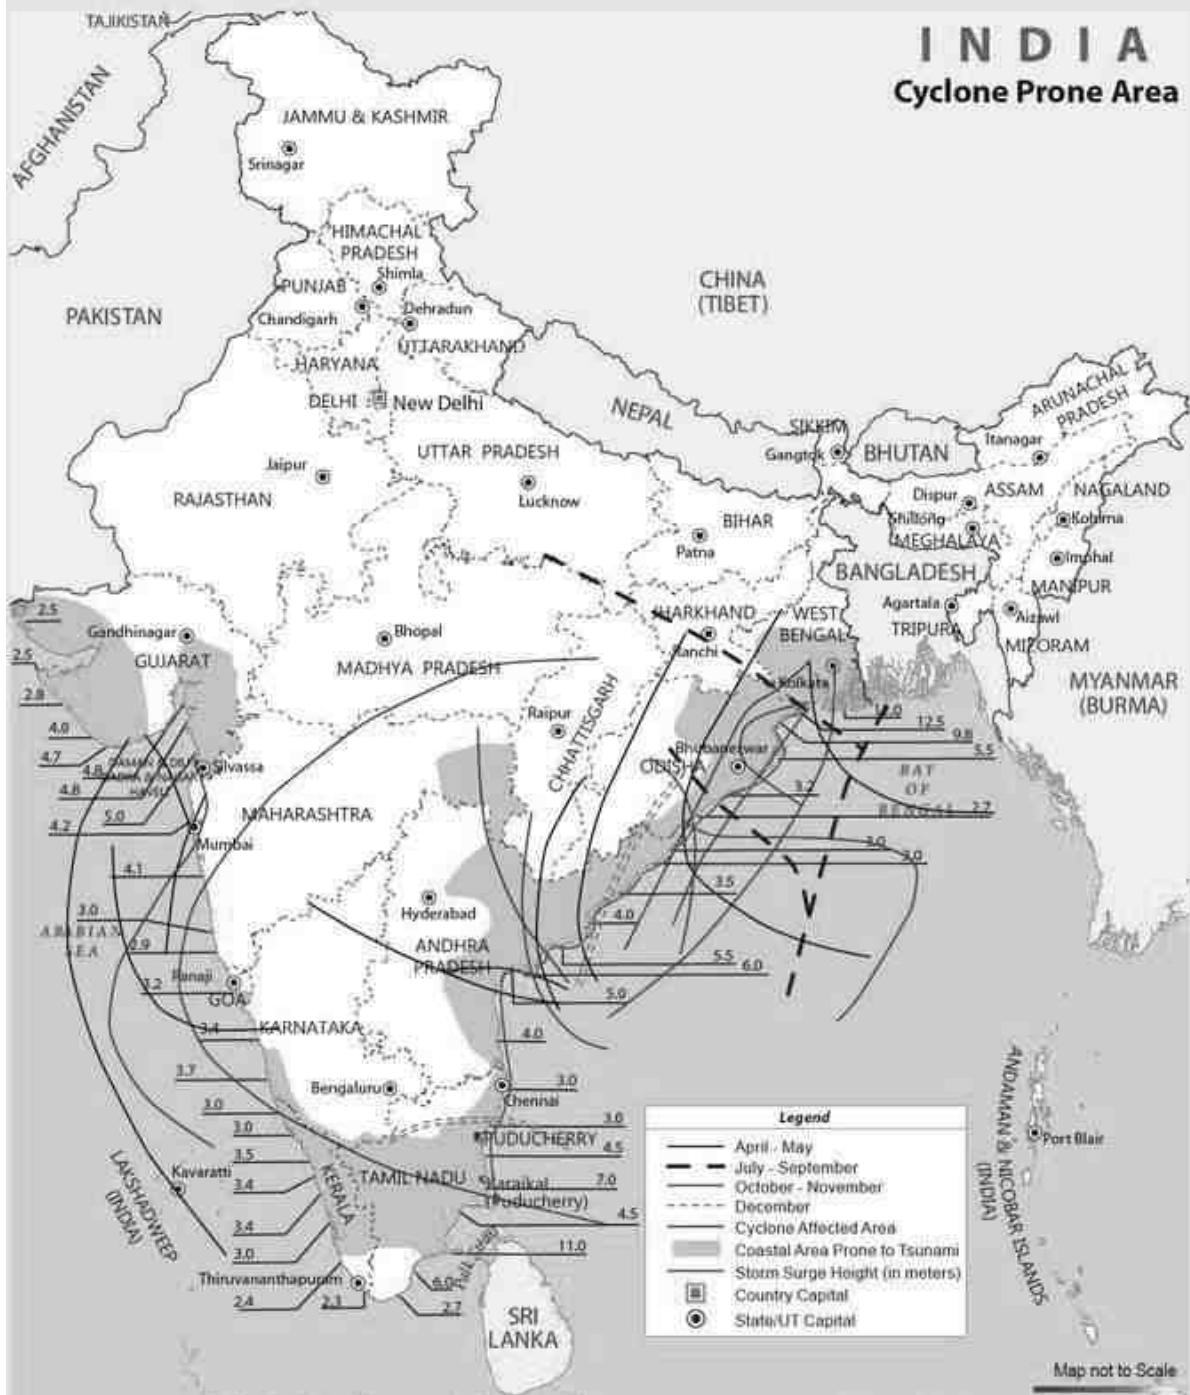 INDIA
Cyclone Prone Area
TAJIKISTAN
AFGHANISTAN
JAMMU & KASHMIR
Srinagar
HIMACHAL
PRADESH
Shimla
PUNJAB
Chandigarh
Dehradun
UTTARAKHAND
HARYANA
DELHI
New Delhi
PAKISTAN
CHINA
(TIBET)
NEPAL
SIKKIM
Gangtok
BHUTAN
ARUNACHAL
PRADESH
Itanagar
Jaipur
RAJASTHAN
UTTAR PRADESH
Lucknow
BIHAR
Patna
Dispur
ASSAM
NAGALAND
Shillong
Kohima
MEGHALAYA
Imphal
MANIPUR
BANGLADESH
Agartala
TRIPURA
Aizawl
MIZORAM
MYANMAR
(BURMA)
2.5
Gandhinagar
GUJARAT
2.5
2.8
4.0
4.7
4.8
4.8
5.0
4.2
Bhopal
MADHYA PRADESH
JHARKHAND
Ranchi
WEST
BENGAL
Kolkata
Raipur
CHHATTISGARH
Bhubaneswar
ODISHA
12.5
9.8
5.5
BAY
OF
BENGAL
2.7
Silvassa
MAHARASHTRA
Mumbai
4.1
3.0
ARABIAN
SEA
2.9
Panaji
GOA
3.2
3.4
KARNATAKA
Hyderabad
ANDHRA
PRADESH
3.0
3.5
4.0
5.5
6.0
5.0
4.0
3.7
3.0
3.0
3.5
3.4
3.4
3.0
2.4
2.3
2.7
6.0
Bengaluru
Chennai
3.0
3.0
PUDUCHERRY
4.5
TAMIL NADU
Karaikal
(Puducherry)
7.0
4.5
11.0
KERALA
Kavaratti
LAKSHADWEEP
(INDIA)
Thiruvananthapuram
SRI
LANKA
Legend
April - May
July - September
October - November
December
Cyclone Affected Area
Coastal Area Prone to Tsunami
Storm Surge Height (in meters)
Country Capital
State/UT Capital
ANDAMAN & NICOBAR ISLANDS
(INDIA)
Port Blair
Map not to Scale